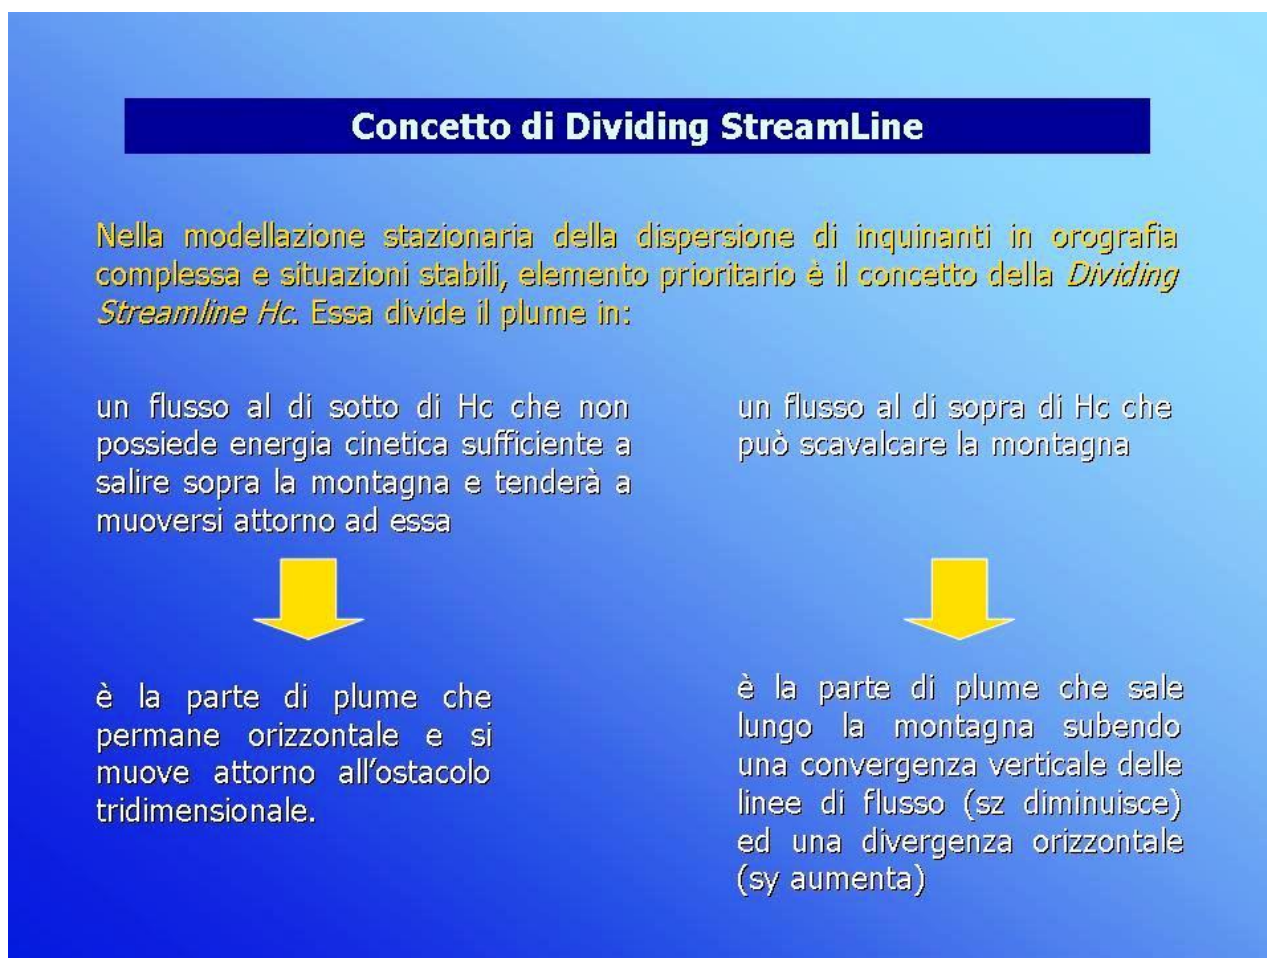 Concetto di Dividing StreamLine
Nella modellazione stazionaria della dispersione di inquinanti in orografia
complessa e situazioni stabili, elemento prioritario è il concetto della Dividing
Streamline Hc. Essa divide il plume in:
un flusso al di sotto di Hc che non
possiede energia cinetica sufficiente a
salire sopra la montagna e tenderà a
muoversi attorno ad essa
un flusso al di sopra di Hc che
può scavalcare la montagna
è la parte di plume che
permane orizzontale e si
muove attorno all'ostacolo
tridimensionale.
è la parte di plume che sale
lungo la montagna subendo
una convergenza verticale delle
linee di flusso (sz diminuisce)
ed una divergenza orizzontale
(sy aumenta)